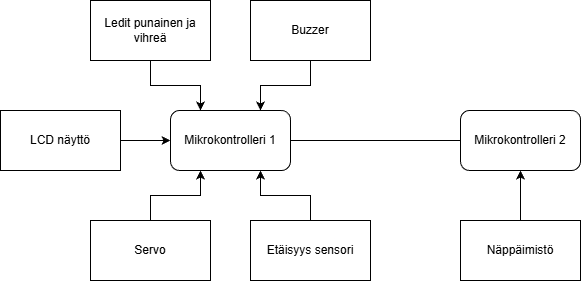 Ledit punainen ja
vihreä
Buzzer
LCD näyttö
Mikrokontrolleri 1
Mikrokontrolleri 2
Servo
Etäisyys sensori
Näppäimistö